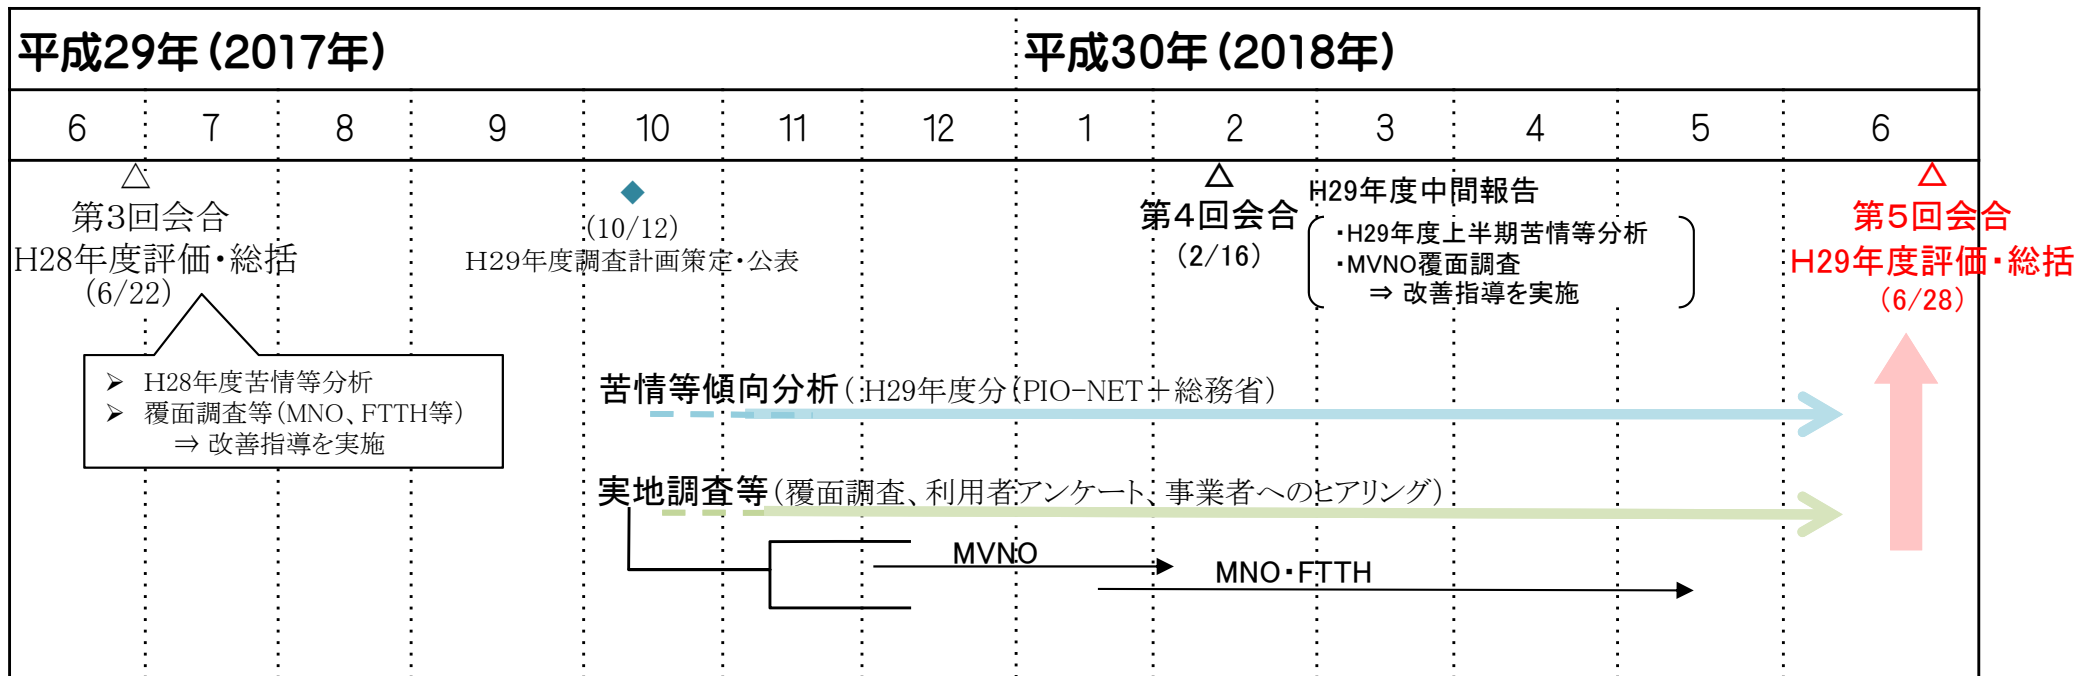 平成29年(2017年)
平成30年(2018年)
6 7 8 9 10 11 12 1 2 3 4 5 6
△
第3回会合
H28年度評価・総括
(6/22)
➢ H28年度苦情等分析
➢ 覆面調査等(MNO、FTTH等)
⇒ 改善指導を実施
◆
(10/12)
H29年度調査計画策定・公表
△
第4回会合
(2/16)
H29年度中間報告
・H29年度上半期苦情等分析
・MVNO覆面調査
⇒ 改善指導を実施
△
第5回会合
H29年度評価・総括
(6/28)
苦情等傾向分析(H29年度分(PIO-NET+総務省)
実地調査等(覆面調査、利用者アンケート、事業者へのヒアリング)
MVNO
MNO・FTTH